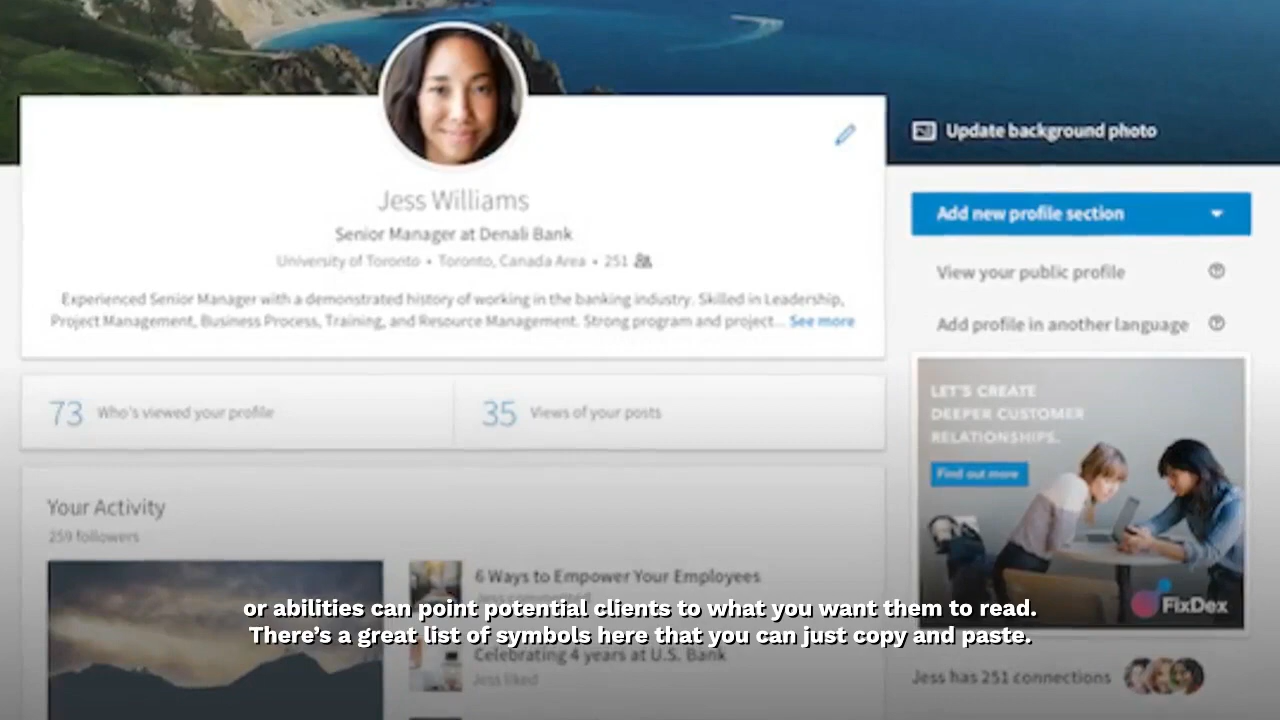 Update background photo
Jess Williams
Senior Manager at Denali Bank
University of Toronto • Toronto, Canada Area • 251
Experienced Senior Manager with a demonstrated history of working in the banking industry. Skilled in Leadership,
Project Management, Business Process, Training, and Resource Management. Strong program and project... See more
Add new profile section
View your public profile
Add profile in another language
73 Who's viewed your profile
35 Views of your posts
LET'S CREATE
DEEPER CUSTOMER
RELATIONSHIPS.
Find out more
FixDex
Your Activity
259 followers
6 Ways to Empower Your Employees
or abilities can point potential clients to what you want them to read.
There's a great list of symbols here that you can just copy and paste.
Celebrating 4 years at U.S. Bank
Jess liked
Jess has 251 connections